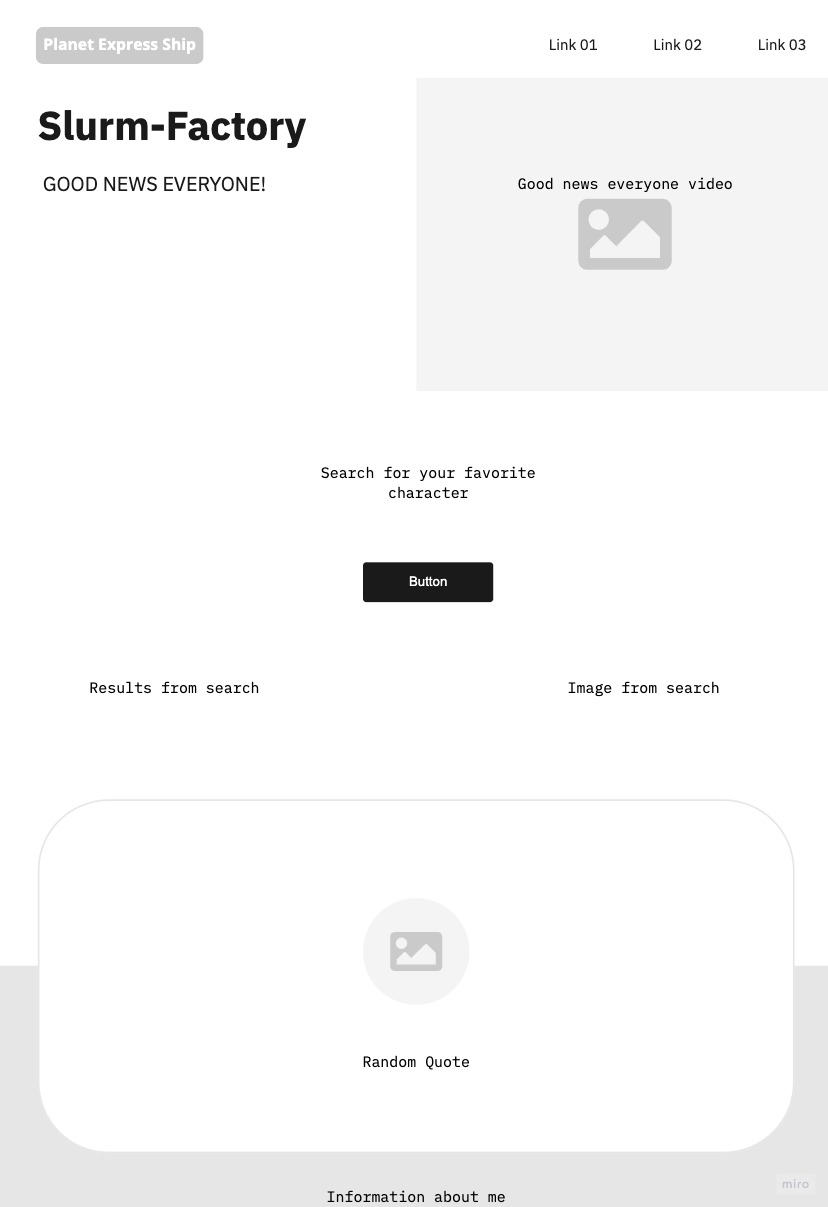 Planet Express Ship
Link 01
Link 02
Link 03
Slurm-Factory
GOOD NEWS EVERYONE!
Good news everyone video
Search for your favorite
character
Button
Results from search
Image from search
Random Quote
miro
Information about me